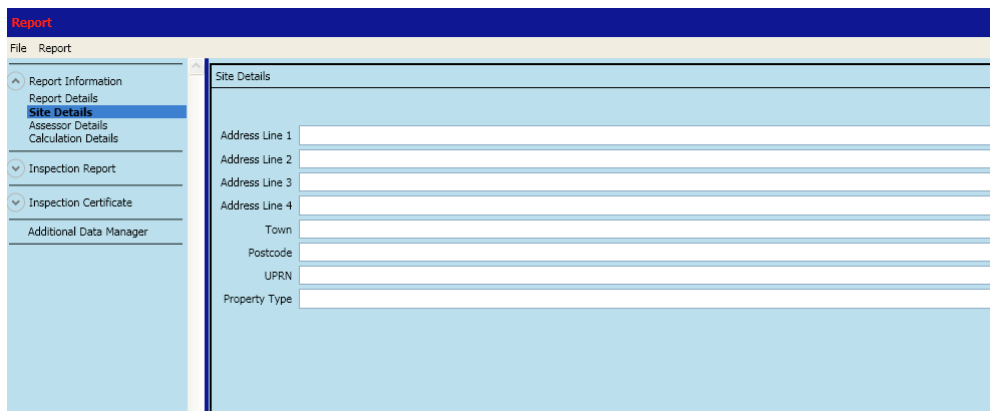 Report
File Report
Report Information
Report Details
Site Details
Assessor Details
Calculation Details
Inspection Report
Inspection Certificate
Additional Data Manager
Site Details
Address Line 1
Address Line 2
Address Line 3
Address Line 4
Town
Postcode
UPRN
Property Type